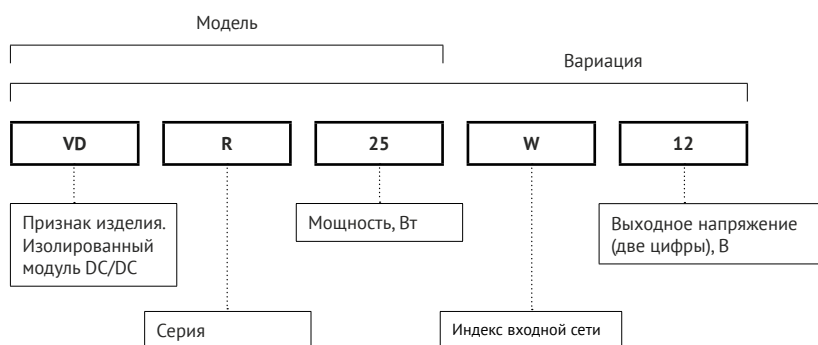 Модель
Вариация
VD
R
25
W
12
Признак изделия.
Изолированный
модуль DC/DC
Мощность, Вт
Выходное напряжение
(две цифры), В
Серия
Индекс входной сети